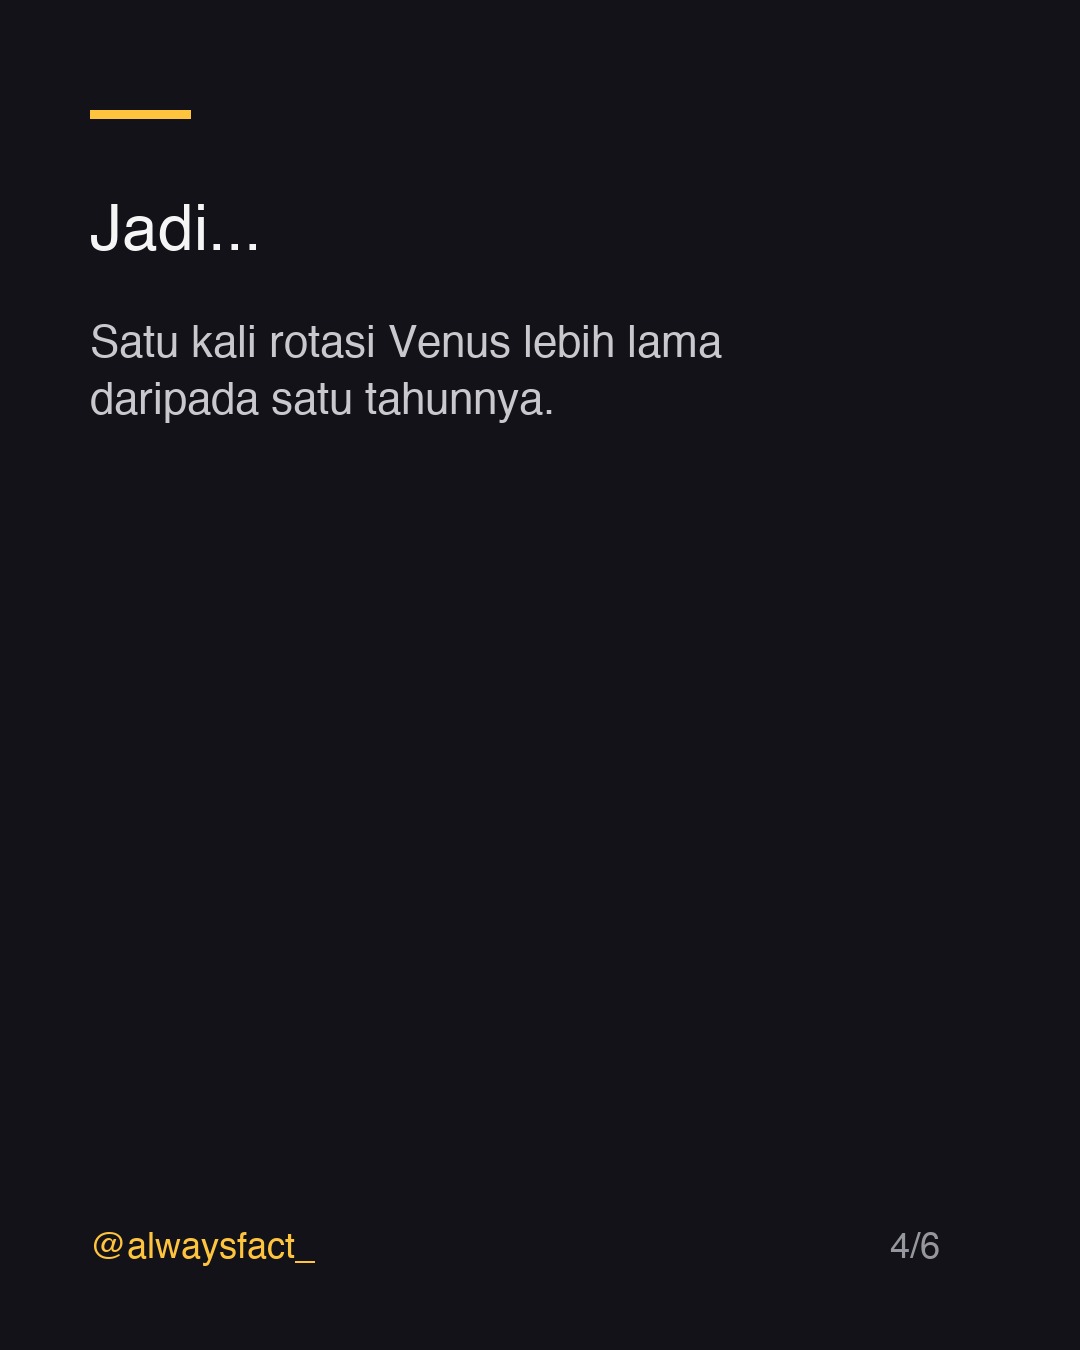 Jadi...
Satu kali rotasi Venus lebih lama
daripada satu tahunnya.
@alwaysfact_
4/6